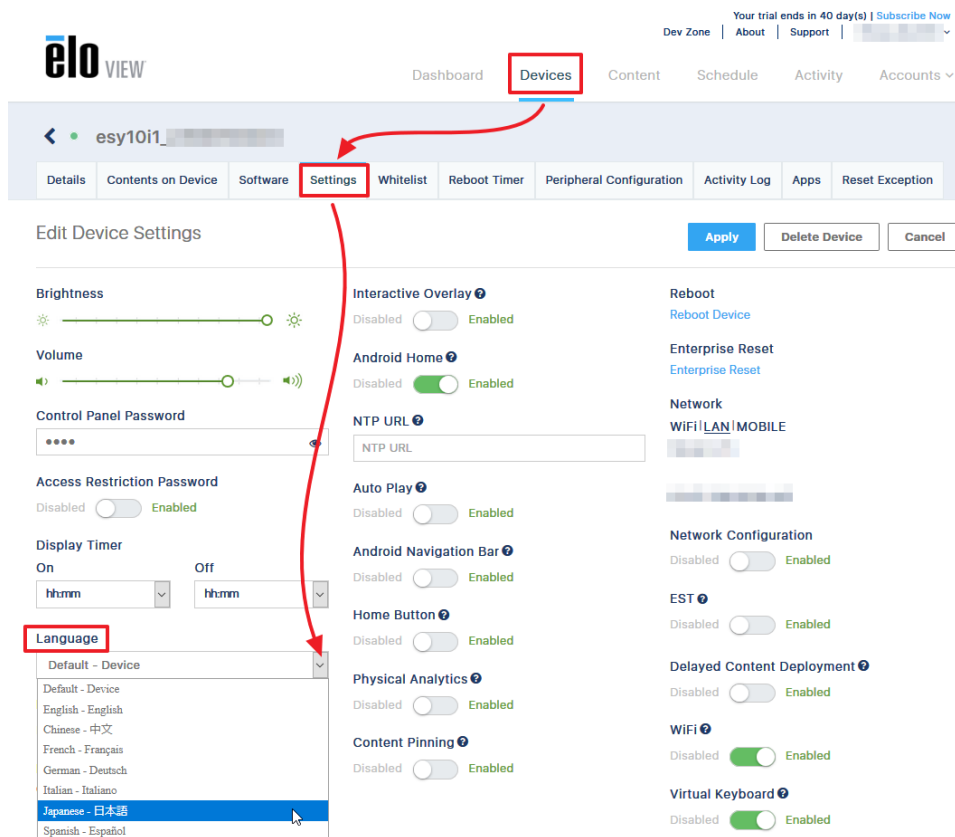 Your trial ends in 40 day(s) | Subscribe Now
Dev Zone | About | Support |
ēlo VIEW
Dashboard Devices Content Schedule Activity Accounts
esy10i1_
Details Contents on Device Software Settings Whitelist Reboot Timer Peripheral Configuration Activity Log Apps Reset Exception
Edit Device Settings
Apply Delete Device Cancel
Brightness
Volume
Control Panel Password
Access Restriction Password
Disabled Enabled
Display Timer
On Off
hh:mm hh:mm
Language
Default - Device
Default - Device
English - English
Chinese - 中文
French - Français
German - Deutsch
Italian - Italiano
Japanese - 日本語
Spanish - Español
Interactive Overlay
Disabled Enabled
Android Home
Disabled Enabled
NTP URL
NTP URL
Auto Play
Disabled Enabled
Android Navigation Bar
Disabled Enabled
Home Button
Disabled Enabled
Physical Analytics
Disabled Enabled
Content Pinning
Disabled Enabled
Reboot
Reboot Device
Enterprise Reset
Enterprise Reset
Network
WiFi|LAN|MOBILE
Network Configuration
Disabled Enabled
EST
Disabled Enabled
Delayed Content Deployment
Disabled Enabled
WiFi
Disabled Enabled
Virtual Keyboard
Disabled Enabled